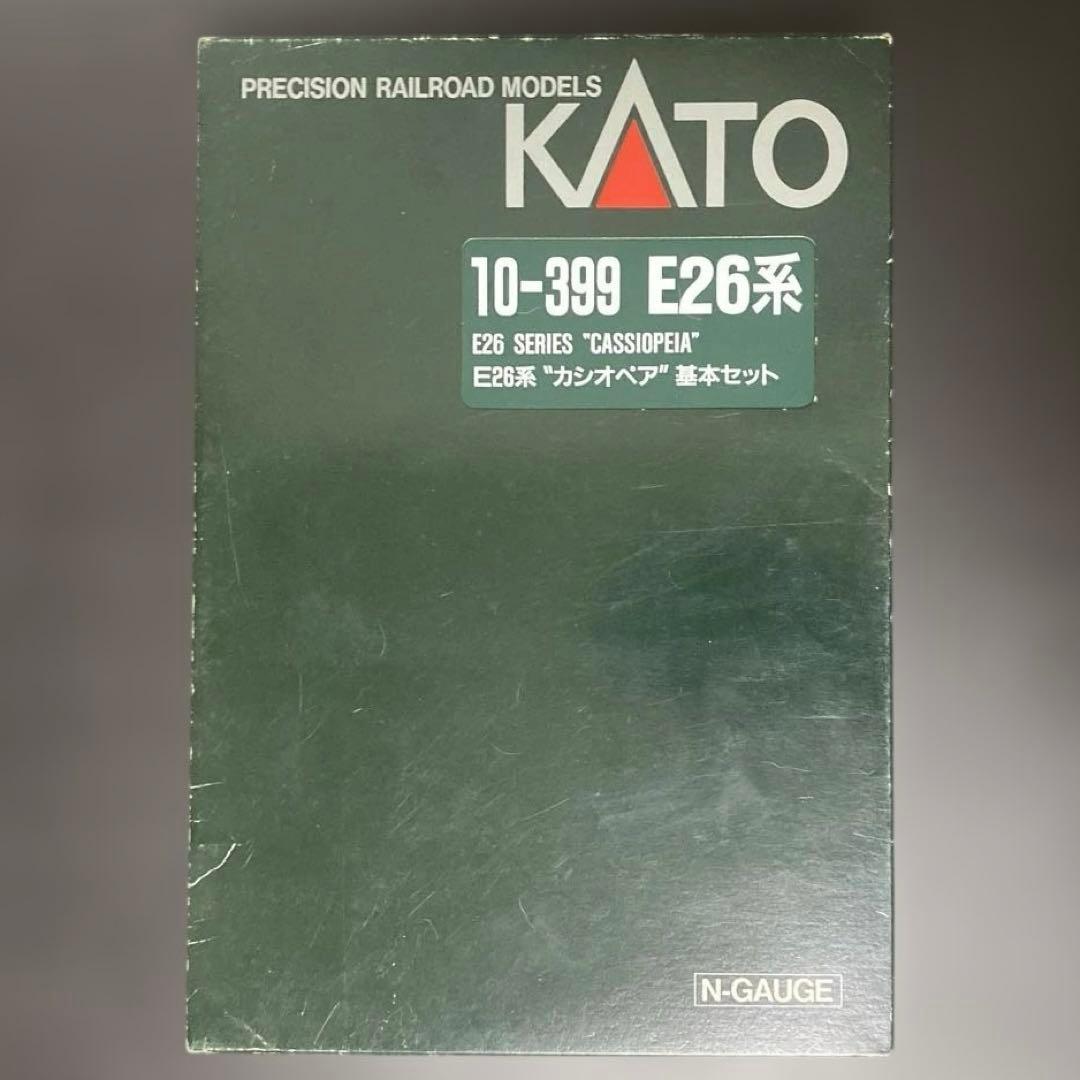 PRECISION RAILROAD MODELS
KATO
10-399 E26系
E26 SERIES "CASSIOPEIA"
E26系 "カシオペア" 基本セット
N-GAUGE